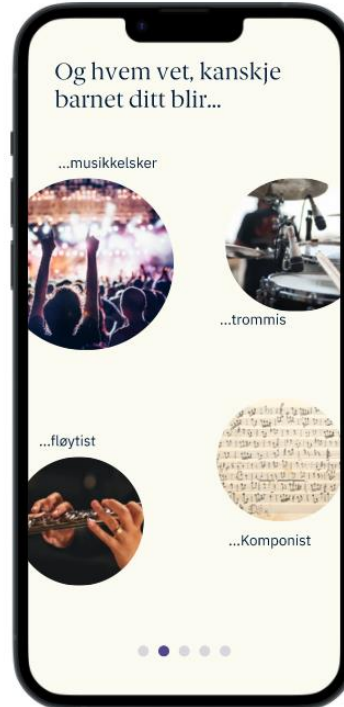 Og hvem vet, kanskje
barnet ditt blir...
...musikkelsker
...trommis
...fløytist
...Komponist